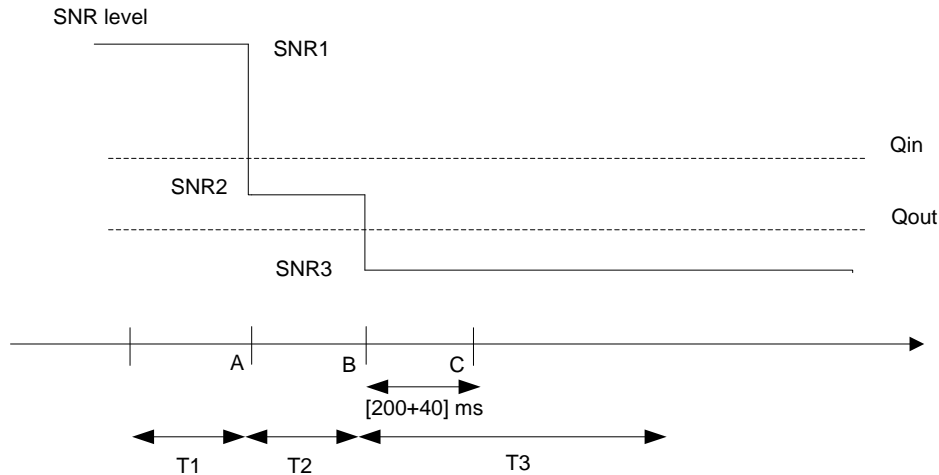 SNR level
SNR1
Qin
SNR2
Qout
SNR3
A
B
C
[200+40] ms
T1
T2
T3